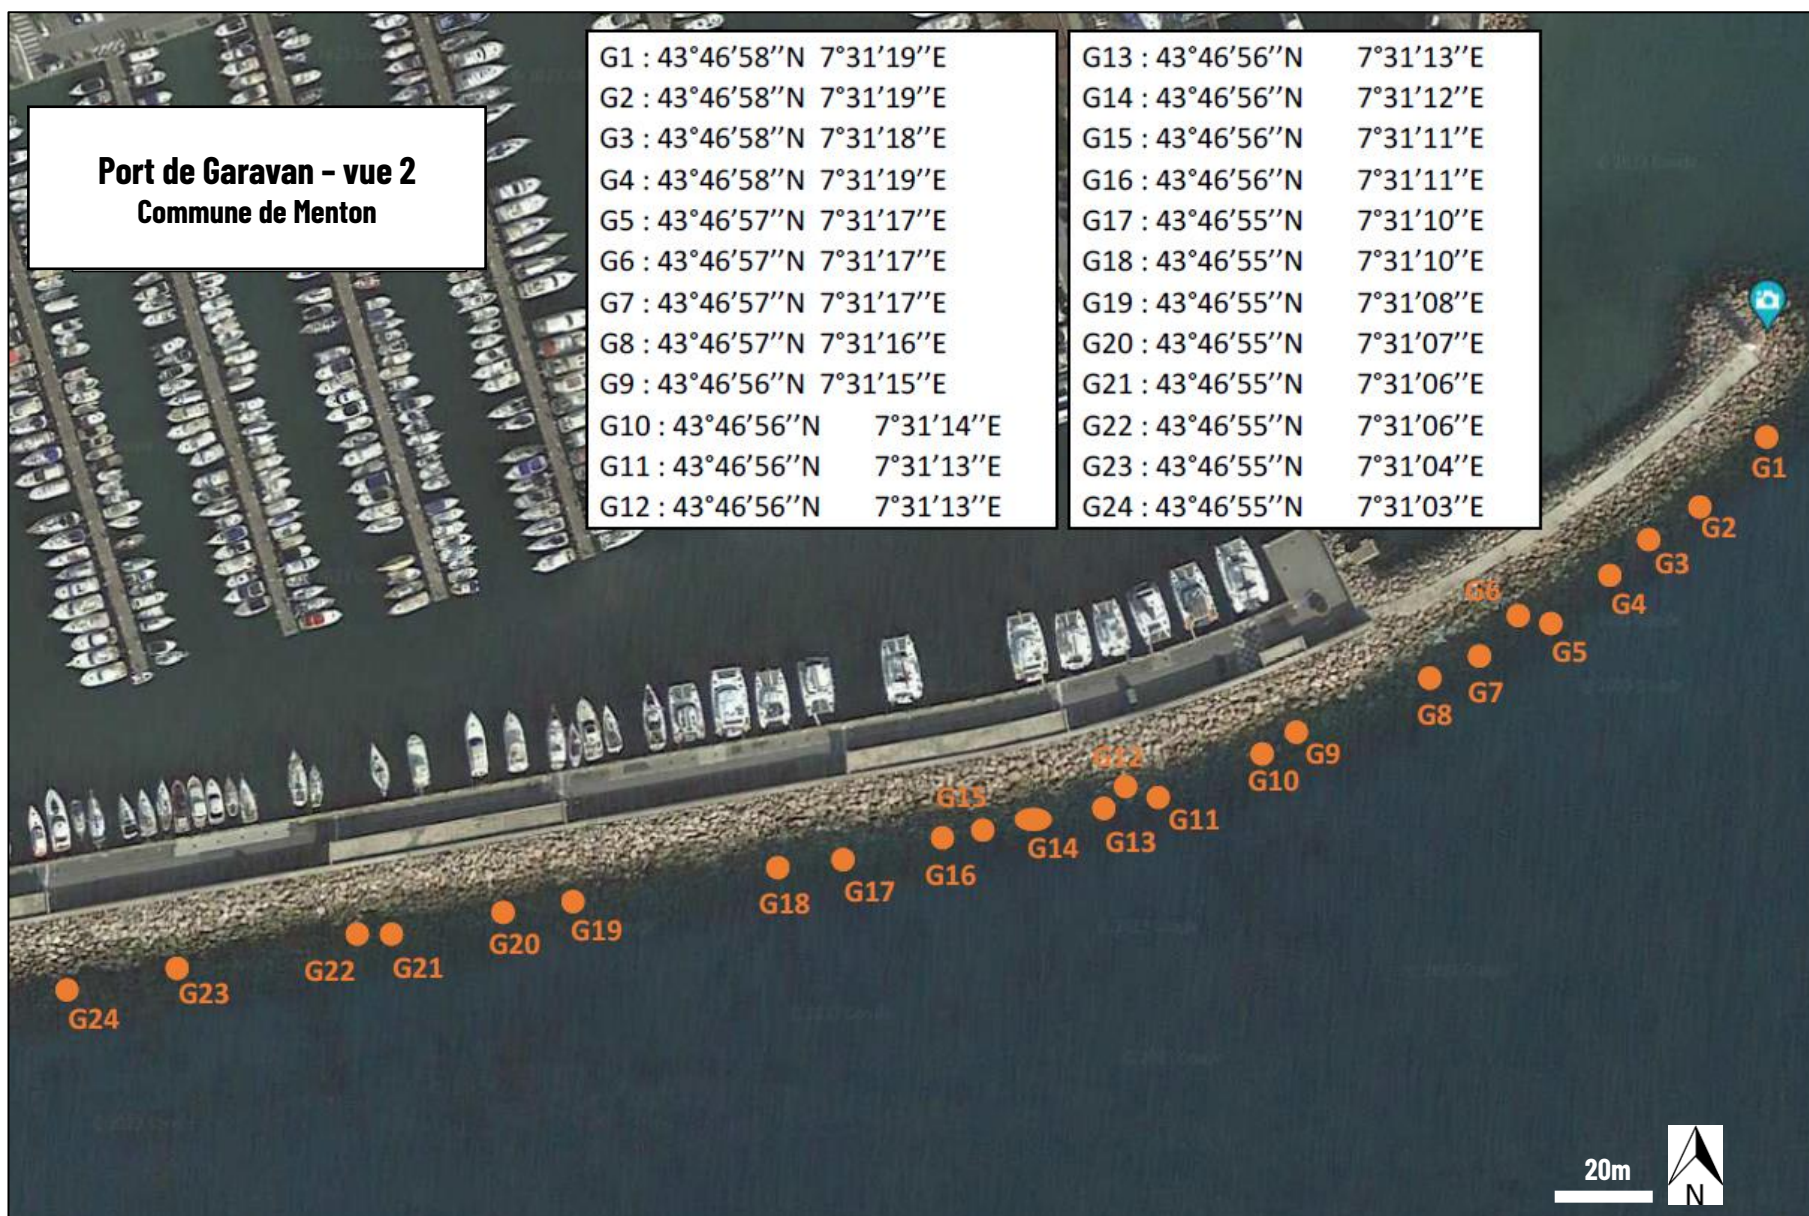 Port de Garavan – vue 2
Commune de Menton
G1 : 43°46’58’’N 7°31’19’’E
G2 : 43°46’58’’N 7°31’19’’E
G3 : 43°46’58’’N 7°31’18’’E
G4 : 43°46’58’’N 7°31’19’’E
G5 : 43°46’57’’N 7°31’17’’E
G6 : 43°46’57’’N 7°31’17’’E
G7 : 43°46’57’’N 7°31’17’’E
G8 : 43°46’57’’N 7°31’16’’E
G9 : 43°46’56’’N 7°31’15’’E
G10 : 43°46’56’’N 7°31’14’’E
G11 : 43°46’56’’N 7°31’13’’E
G12 : 43°46’56’’N 7°31’13’’E
G13 : 43°46’56’’N 7°31’13’’E
G14 : 43°46’56’’N 7°31’12’’E
G15 : 43°46’56’’N 7°31’11’’E
G16 : 43°46’56’’N 7°31’11’’E
G17 : 43°46’55’’N 7°31’10’’E
G18 : 43°46’55’’N 7°31’10’’E
G19 : 43°46’55’’N 7°31’08’’E
G20 : 43°46’55’’N 7°31’07’’E
G21 : 43°46’55’’N 7°31’06’’E
G22 : 43°46’55’’N 7°31’06’’E
G23 : 43°46’55’’N 7°31’04’’E
G24 : 43°46’55’’N 7°31’03’’E
G1
G2
G3
G4
G5
G6
G7
G8
G9
G10
G11
G12
G13
G14
G15
G16
G17
G18
G19
G20
G21
G22
G23
G24
20m
N